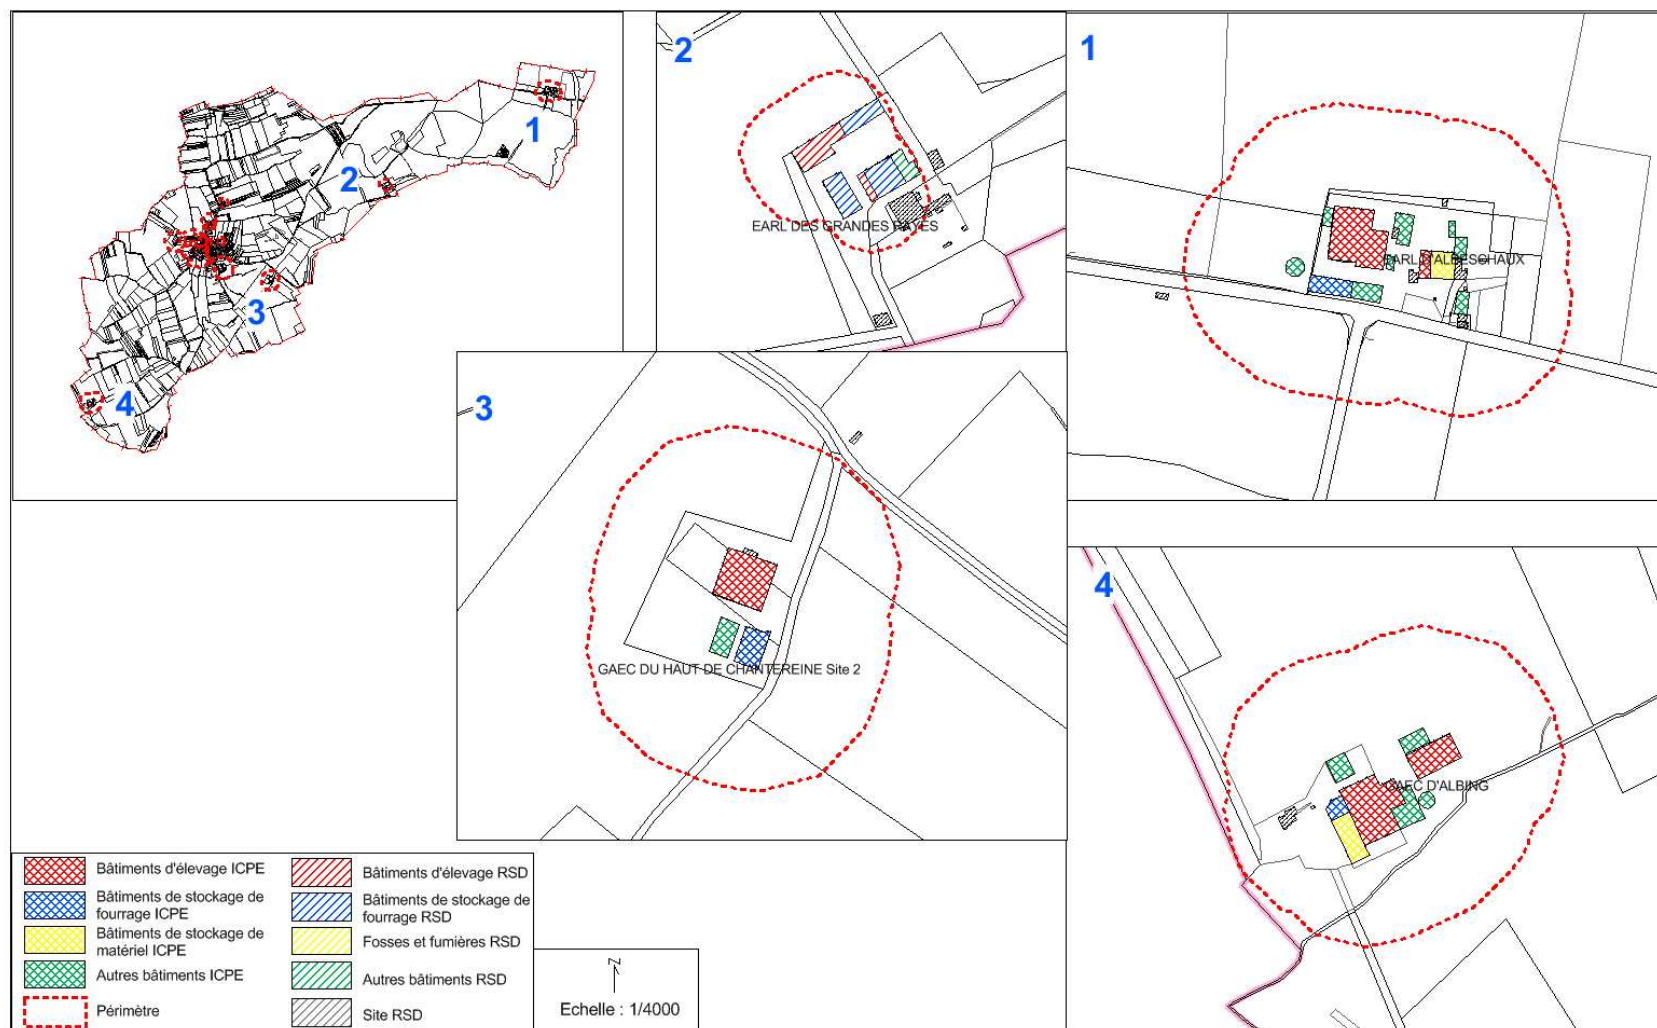 1
2
3
4
2
EARL DES GRANDES RAYES
1
EARL D'ALBESCHAUX
3
GAEC DU HAUT DE CHANTEREINE Site 2
4
GAEC D'ALBING
Bâtiments d'élevage ICPE
Bâtiments de stockage de
fourrage ICPE
Bâtiments de stockage de
matériel ICPE
Autres bâtiments ICPE
Périmètre
Bâtiments d'élevage RSD
Bâtiments de stockage de
fourrage RSD
Fosses et fumières RSD
Autres bâtiments RSD
Site RSD
N
Echelle : 1/4000